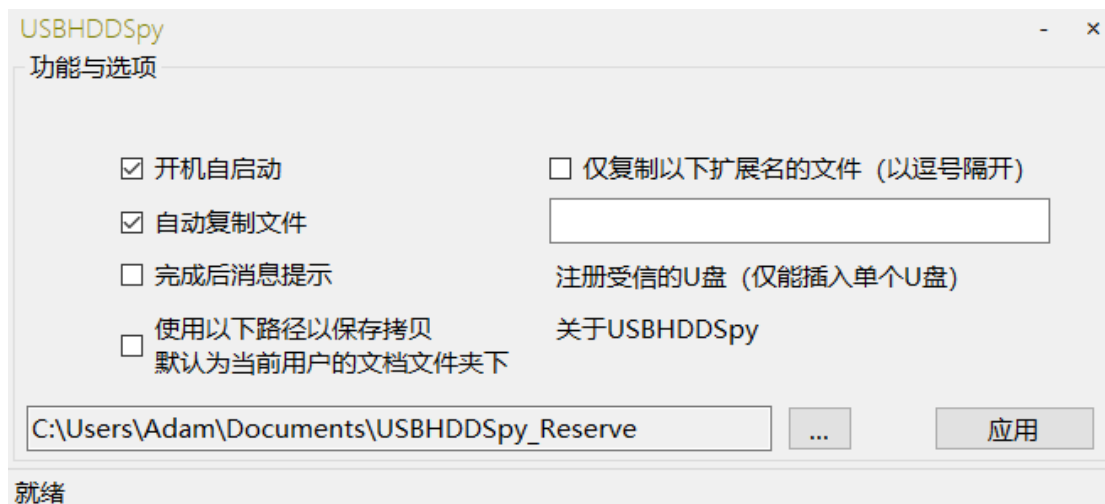 USBHDDSpy
功能与选项
开机自启动
仅复制以下扩展名的文件（以逗号隔开）
自动复制文件
完成后消息提示
注册受信的U盘（仅能插入单个U盘）
使用以下路径以保存拷贝
默认为当前用户的文档文件夹下
关于USBHDDSpy
C:\Users\Adam\Documents\USBHDDSpy_Reserve
...
应用
就绪